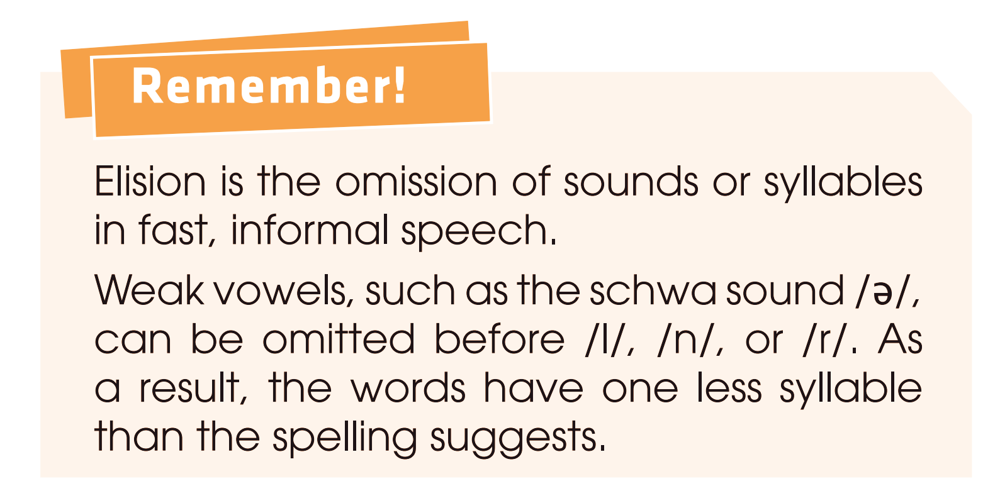 Remember!
Elision is the omission of sounds or syllables
in fast, informal speech.
Weak vowels, such as the schwa sound /ə/,
can be omitted before /l/, /n/, or /r/. As
a result, the words have one less syllable
than the spelling suggests.